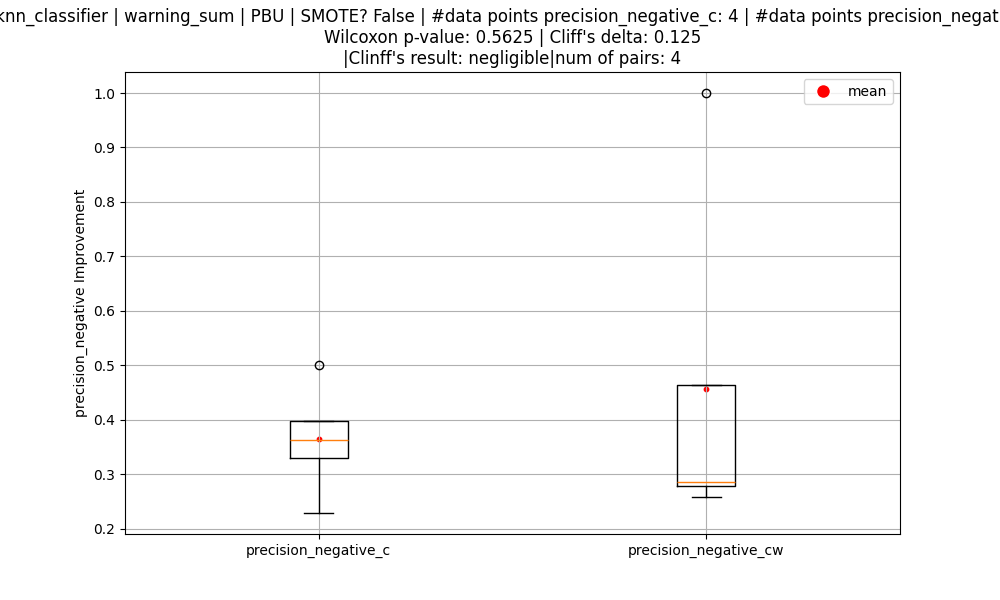 knn_classifier | warning_sum | PBU | SMOTE? False | #data points precision_negative_c: 4 | #data points
Wilcoxon p-value: 0.5625 | Cliff's delta: 0.125
|Clinff's result: negligible|num of pairs: 4
mean
1.0
0.9
0.8
0.7
0.6
0.5
0.4
0.3
0.2
precision_negative Improvement
precision_negative_c
precision_negative_cw